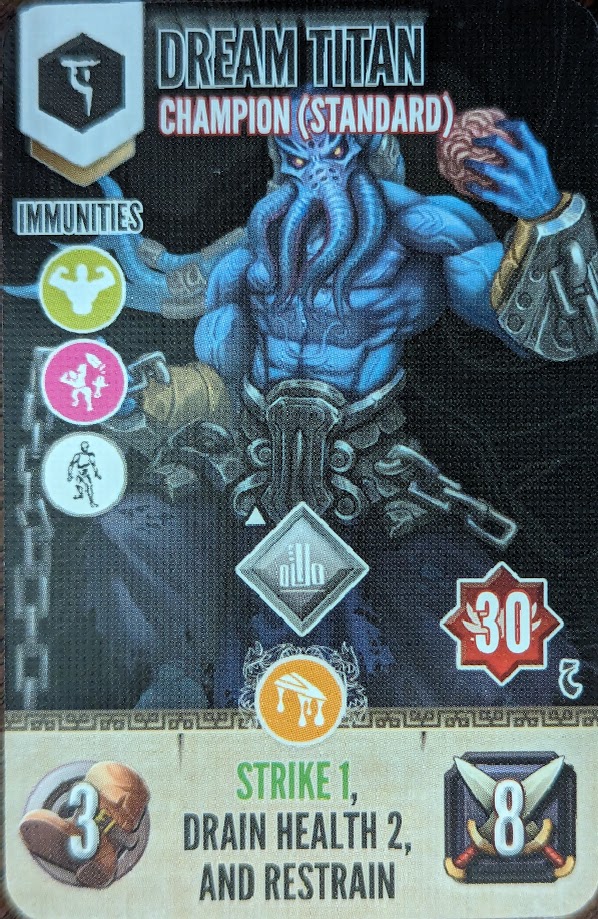 DREAM TITAN
CHAMPION (STANDARD)
IMMUNITIES
30
3
STRIKE 1,
DRAIN HEALTH 2,
AND RESTRAIN
8